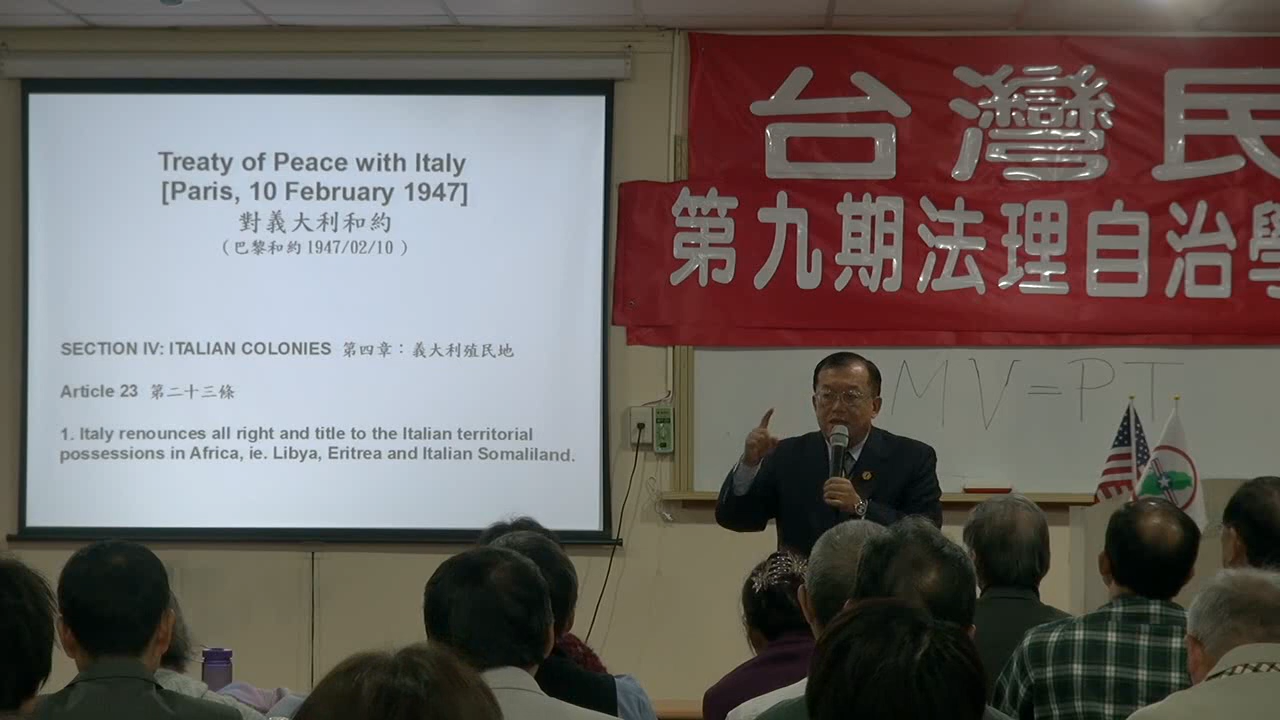 Treaty of Peace with Italy
[Paris, 10 February 1947]
對義大利和約
(巴黎和約 1947/02/10 )
SECTION IV: ITALIAN COLONIES 第四章：義大利殖民地
Article 23 第二十三條
1. Italy renounces all right and title to the Italian territorial
possessions in Africa, ie. Libya, Eritrea and Italian Somaliland.
台灣民
第九期法理自治學
MV=PT